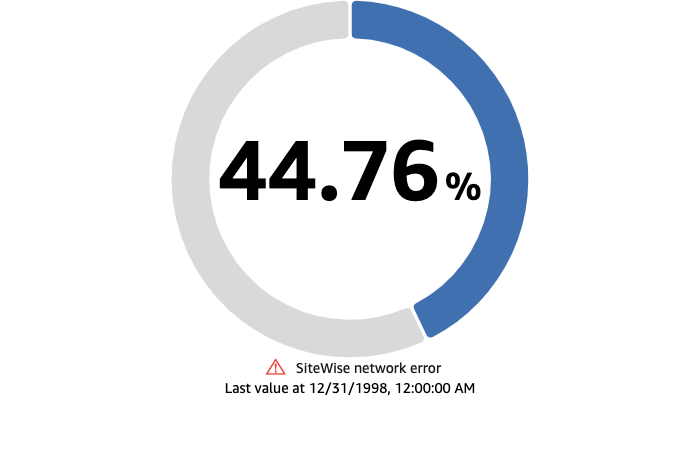 44.76 %
SiteWise network error
Last value at 12/31/1998, 12:00:00 AM